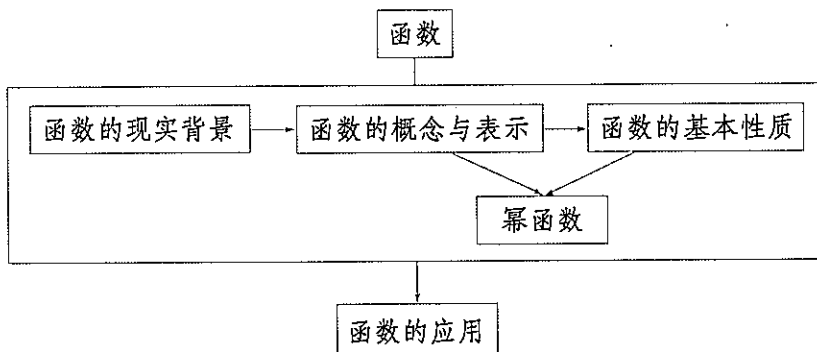 函数
函数的现实背景
函数的概念与表示
函数的基本性质
幂函数
函数的应用